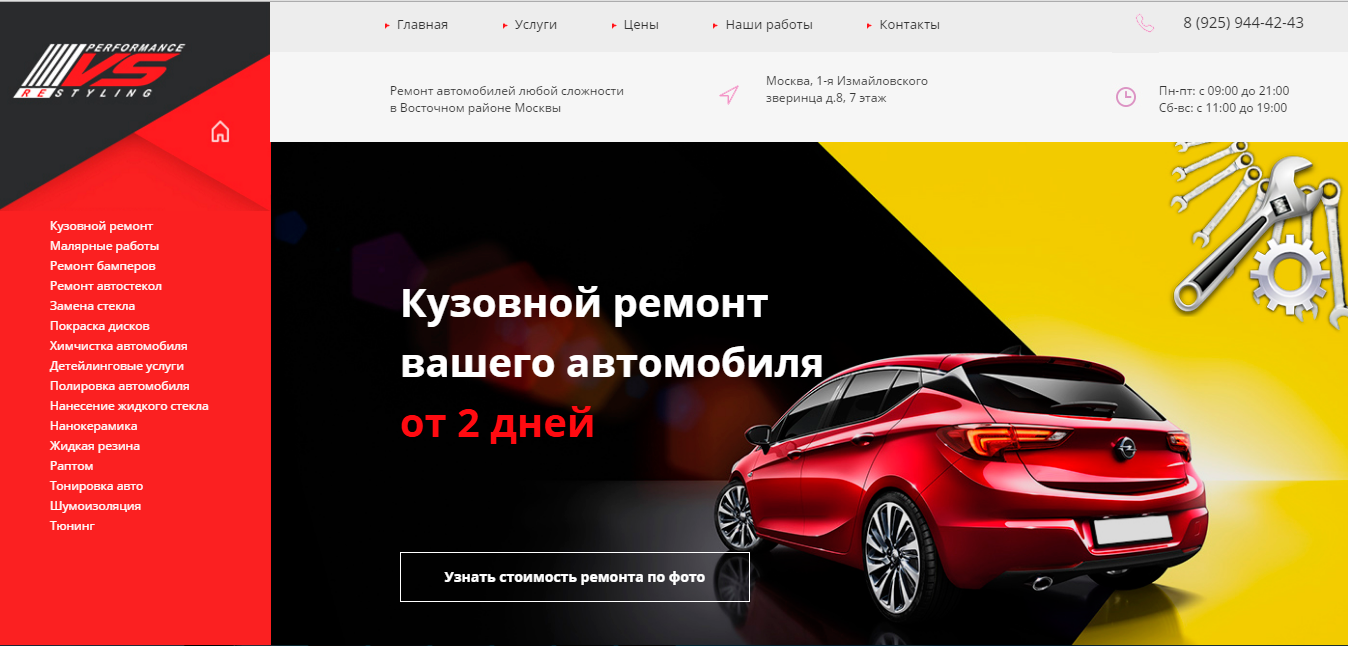 PERFORMANCE
VS
RESTYLING
Главная
Услуги
Цены
Наши работы
Контакты
8 (925) 944-42-43
Ремонт автомобилей любой сложности
в Восточном районе Москвы
Москва, 1-я Измайловского
зверинца д.8, 7 этаж
Пн-пт: с 09:00 до 21:00
Сб-вс: с 11:00 до 19:00
Кузовной ремонт
Малярные работы
Ремонт бамперов
Ремонт автостекол
Замена стекла
Покраска дисков
Химчистка автомобиля
Детейлинговые услуги
Полировка автомобиля
Нанесение жидкого стекла
Нанокерамика
Жидкая резина
Раптом
Тонировка авто
Шумоизоляция
Тюнинг
Кузовной ремонт
вашего автомобиля
от 2 дней
Узнать стоимость ремонта по фото